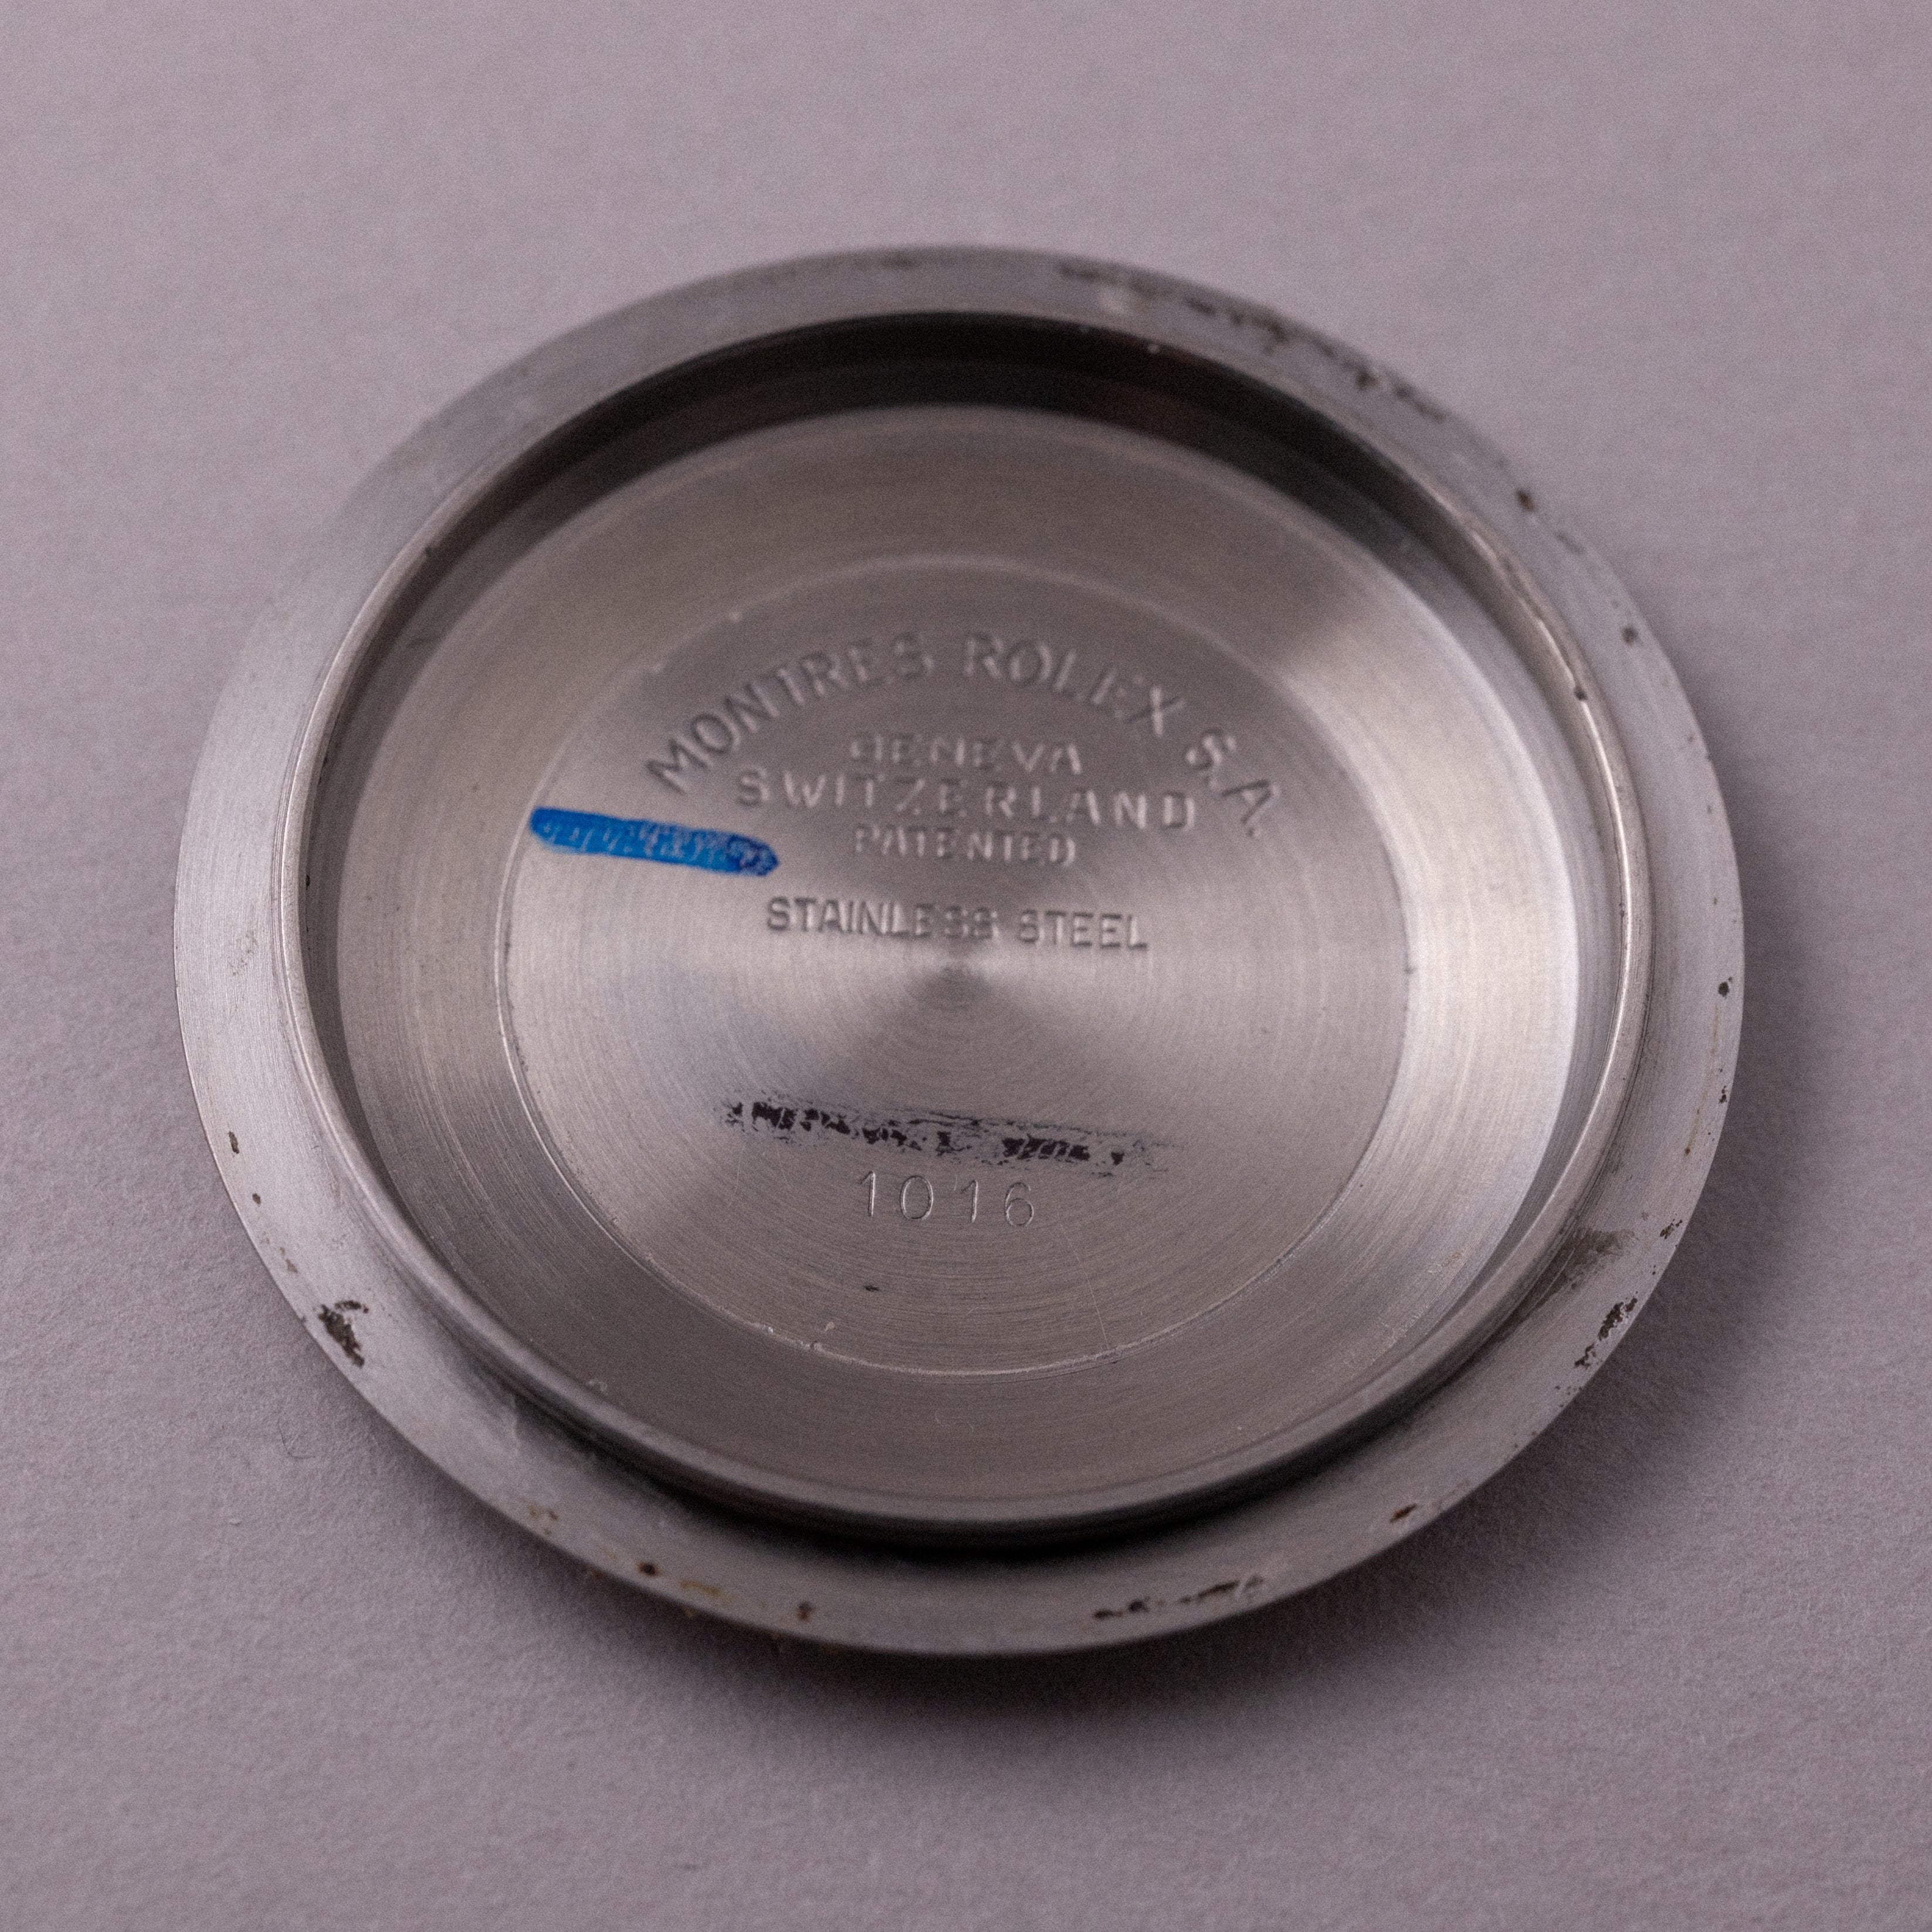 MONTRES ROLEX S.A.
GENEVA
SWITZERLAND
PATENTED
STAINLESS STEEL
1016